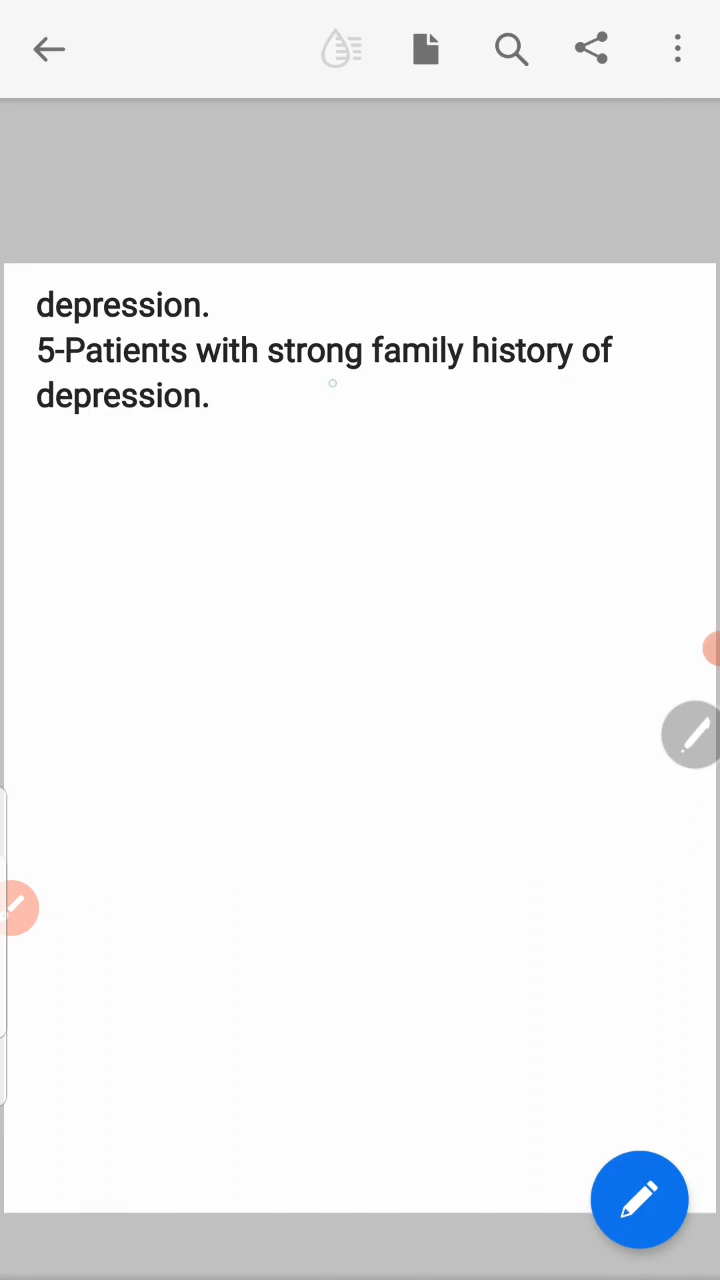 depression.
5-Patients with strong family history of
depression.